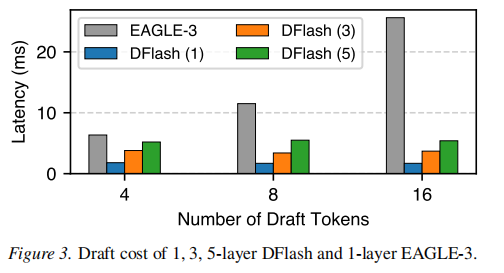 EAGLE-3
DFlash (1)
DFlash (3)
DFlash (5)
Latency (ms)
20
10
0
4
8
16
Number of Draft Tokens
Figure 3. Draft cost of 1, 3, 5-layer DFlash and 1-layer EAGLE-3.